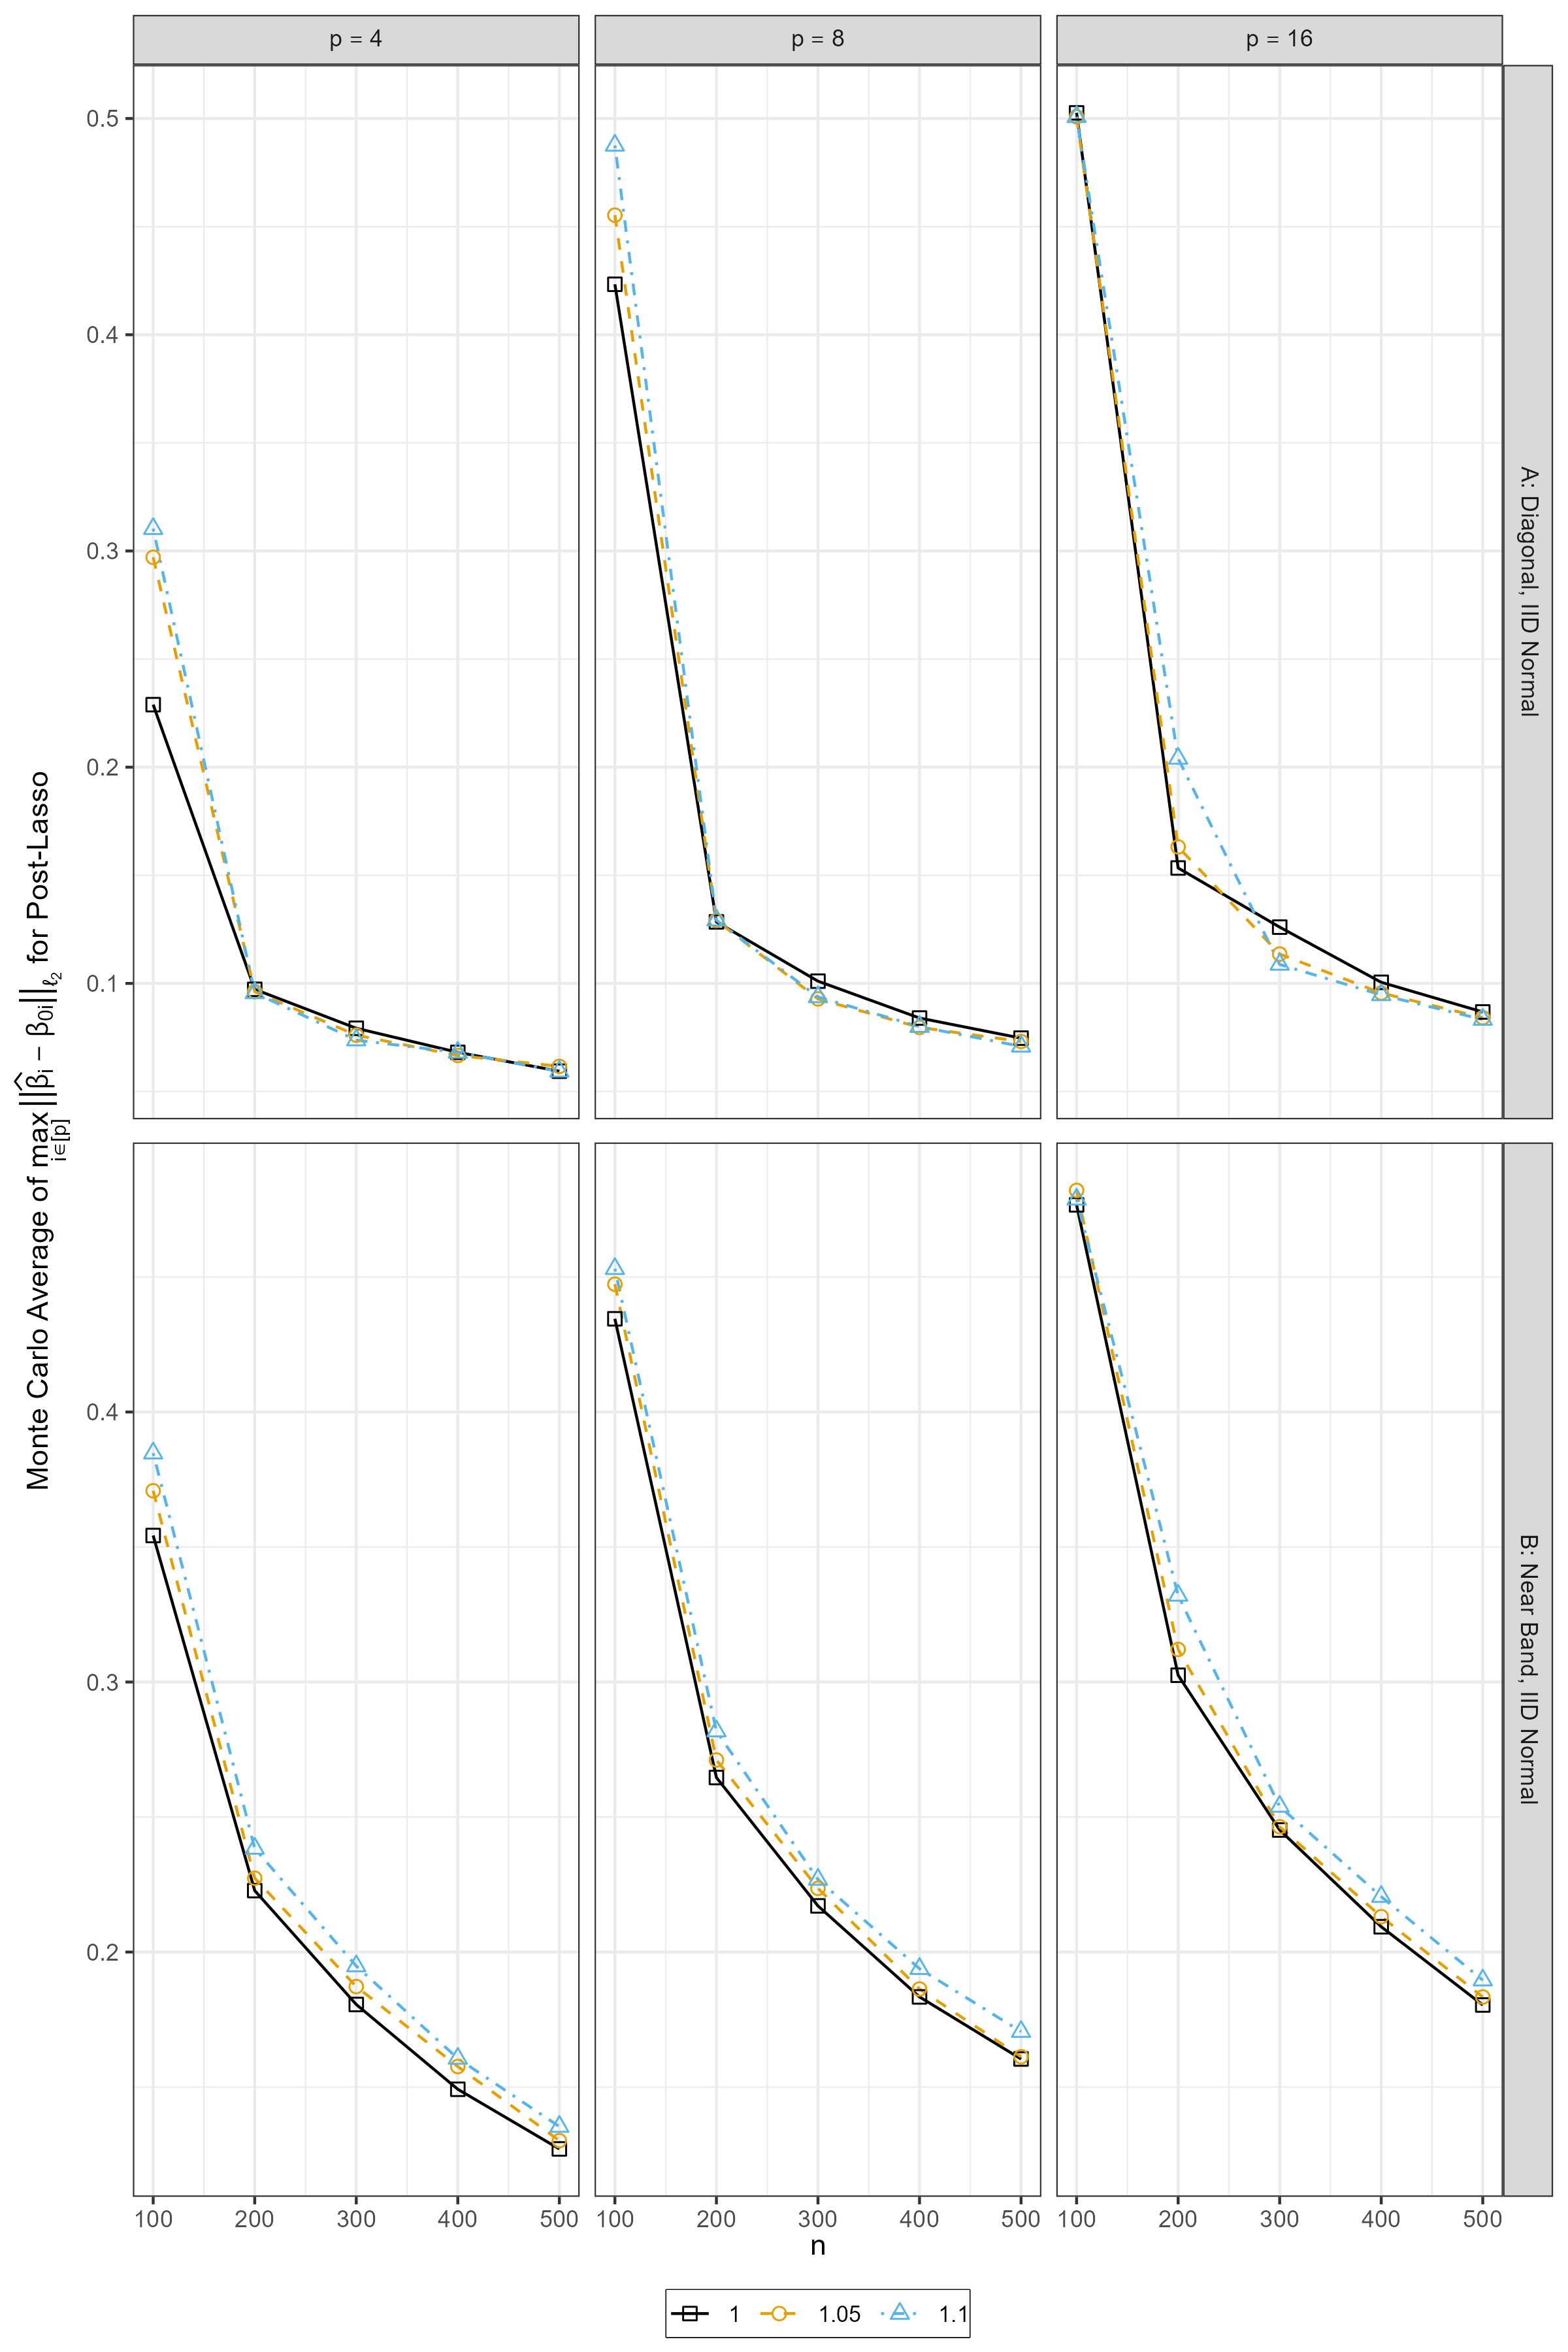 p = 4
p = 8
p = 16
0.5
0.4
0.3
0.2
0.1
A: Diagonal, IID Normal
Monte Carlo Average of max i∈[p] ||β̂i − β0i||ℓ2 for Post-Lasso
0.4
0.3
0.2
B: Near Band, IID Normal
100 200 300 400 500 100 200 300 400 500 100 200 300 400 500
n
1 1.05 1.1